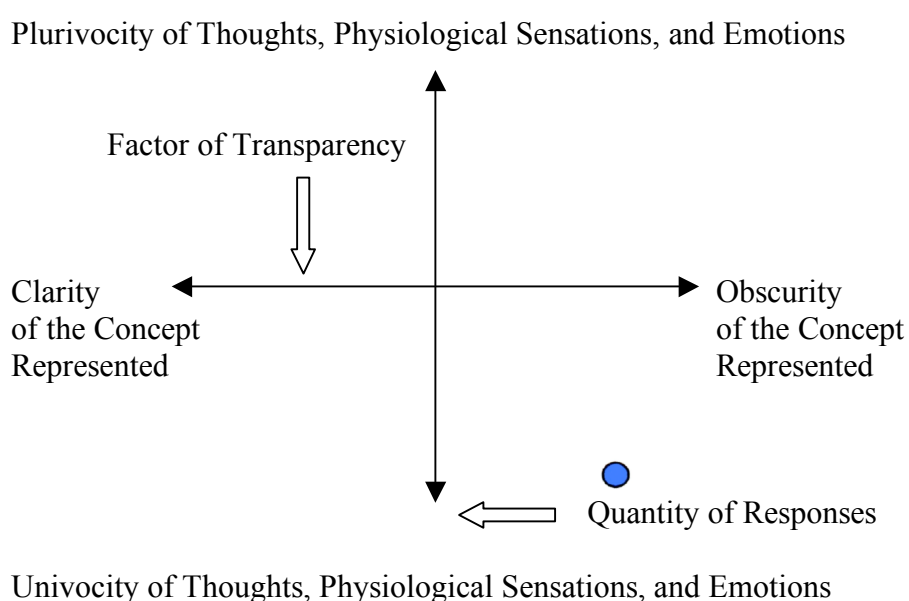 Plurivocity of Thoughts, Physiological Sensations, and Emotions
Factor of Transparency
Clarity
of the Concept
Represented
Obscurity
of the Concept
Represented
Quantity of Responses
Univocity of Thoughts, Physiological Sensations, and Emotions